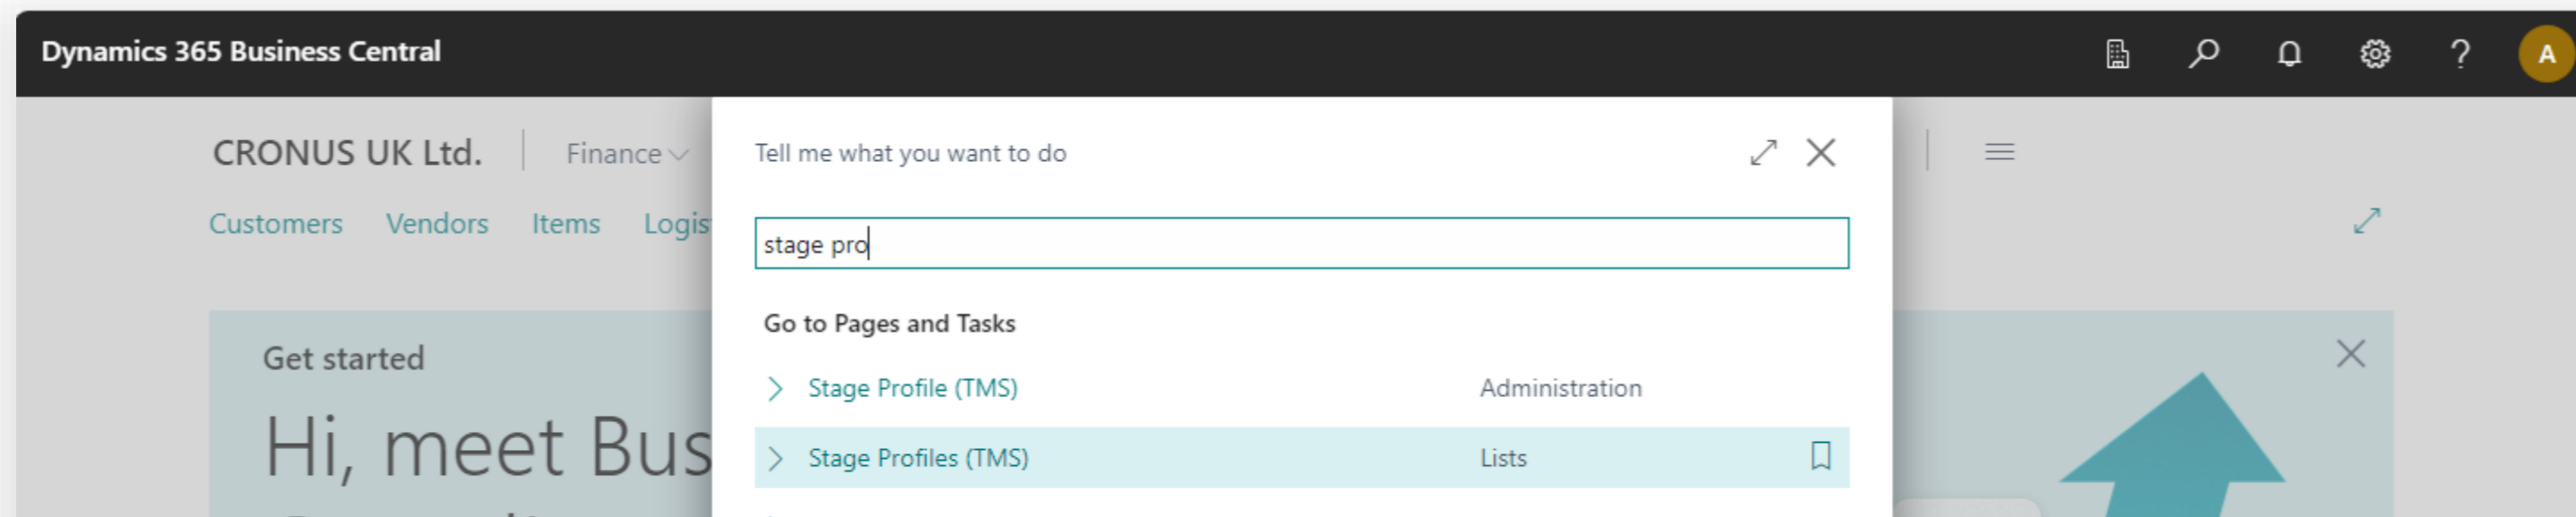 Dynamics 365 Business Central
A
CRONUS UK Ltd.
Finance
Customers Vendors Items Logis
Tell me what you want to do
stage pro
Go to Pages and Tasks
Stage Profile (TMS) Administration
Stage Profiles (TMS) Lists
Get started
Hi, meet Bus